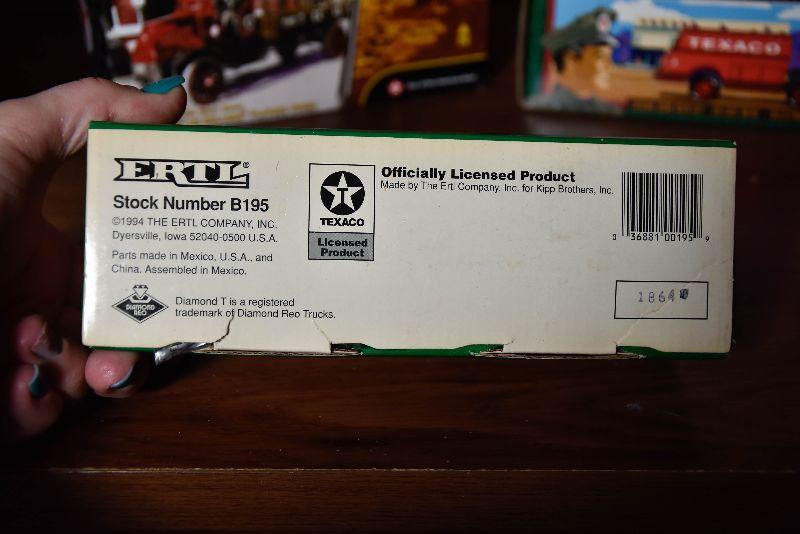 TEXACO
ERTL®
Stock Number B195
©1994 THE ERTL COMPANY, INC.
Dyersville, Iowa 52040-0500 U.S.A.
Parts made in Mexico, U.S.A., and
China. Assembled in Mexico.
DIAMOND
REO
Diamond T is a registered
trademark of Diamond Reo Trucks.
TEXACO
Licensed
Product
Officially Licensed Product
Made by The Ertl Company, Inc. for Kipp Brothers, Inc.
0 36881 00195 9